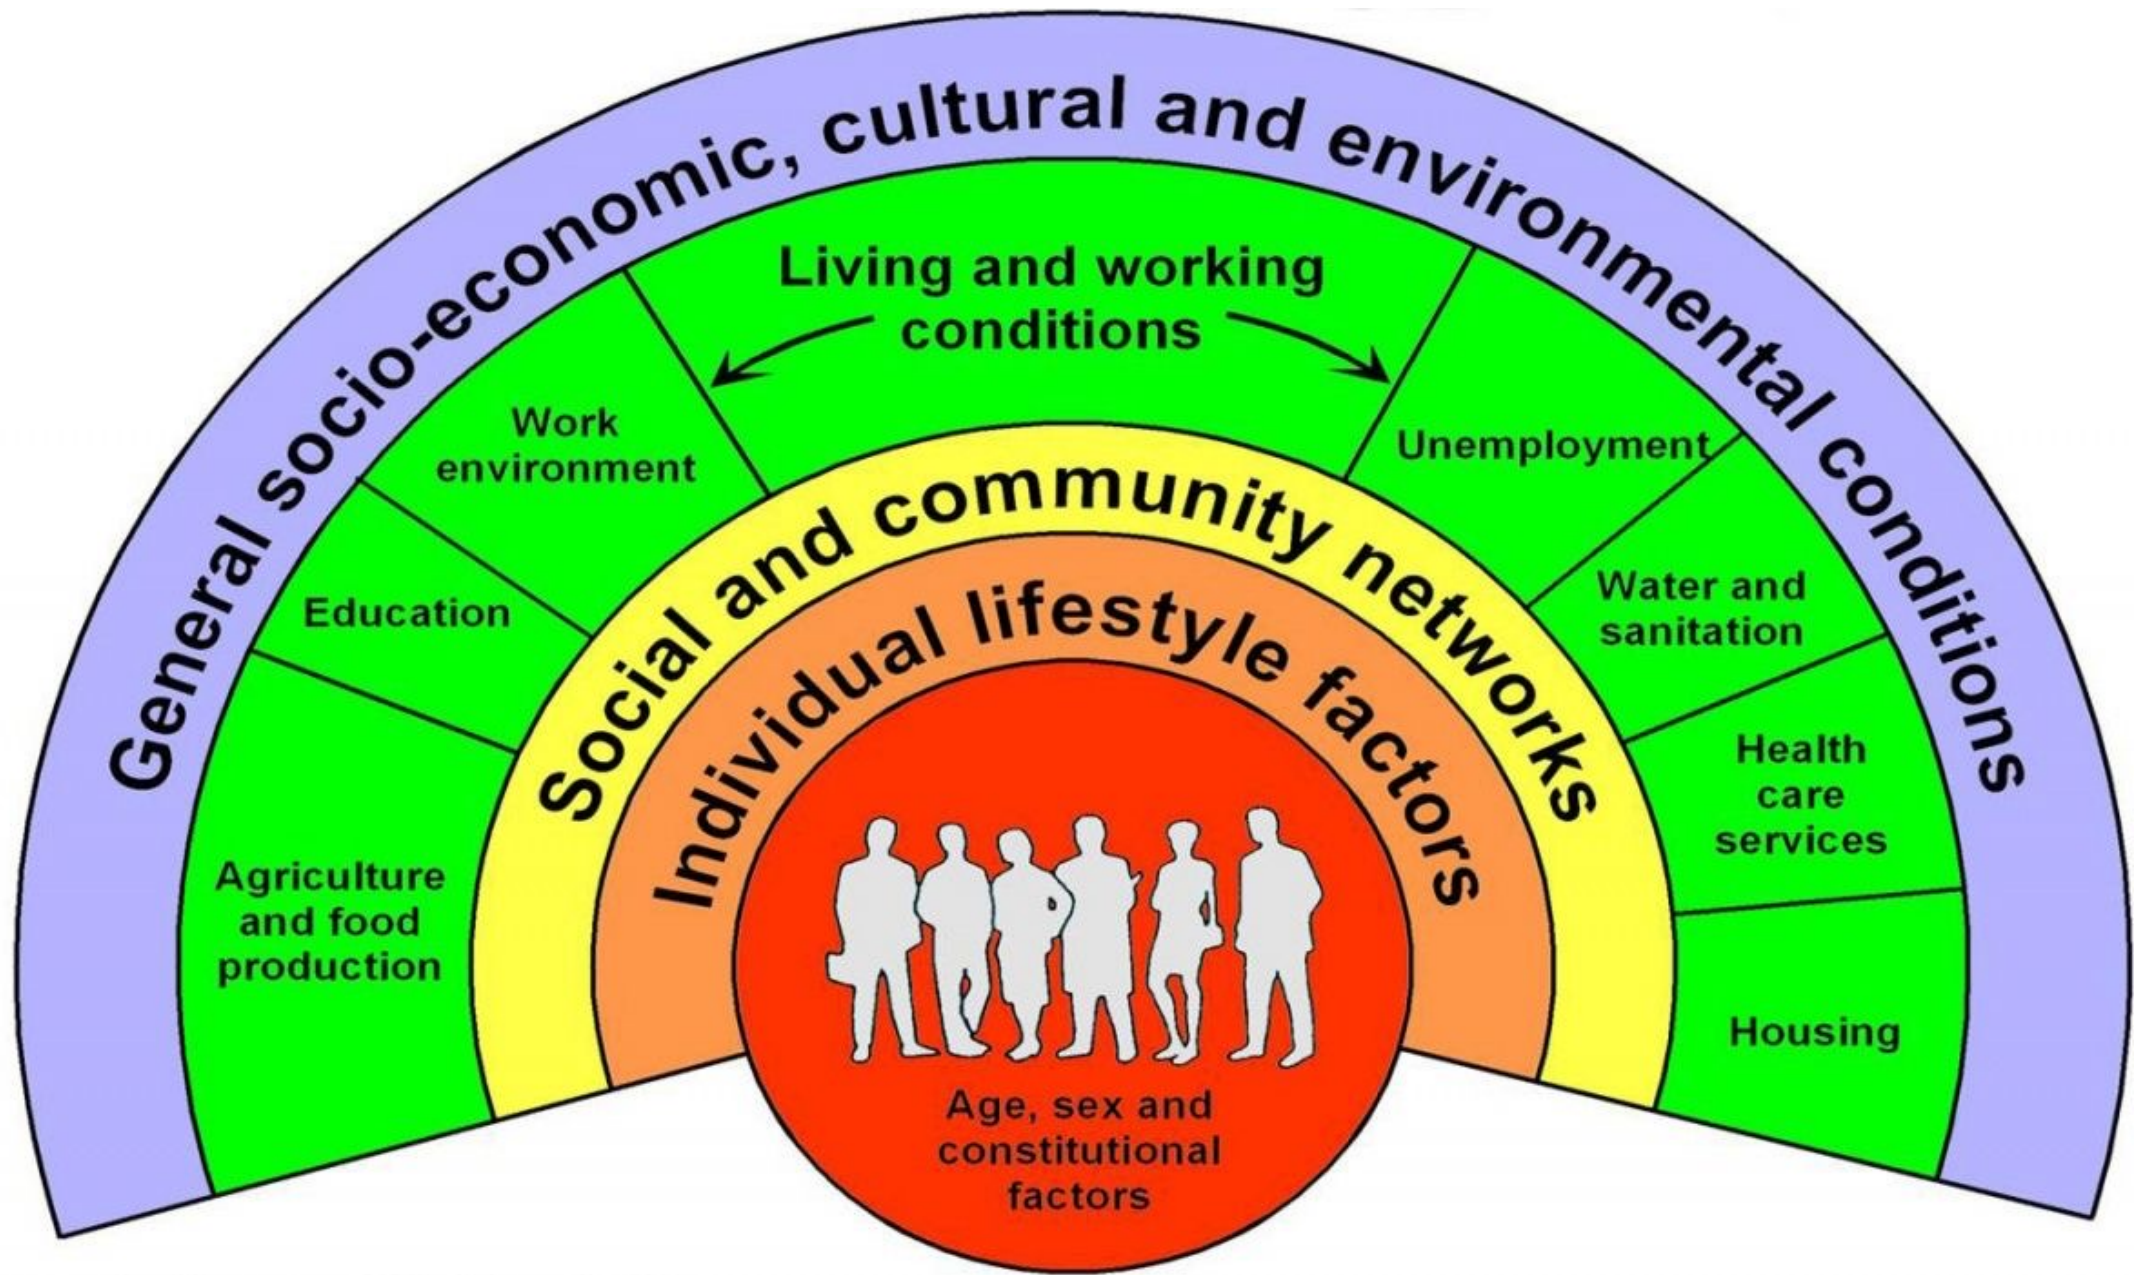 General socio-economic, cultural and environmental conditions
Living and working
conditions
Work
environment
Unemployment
Education
Water and
sanitation
Agriculture
and food
production
Health
care
services
Housing
Social and community networks
Individual lifestyle factors
Age, sex and
constitutional
factors